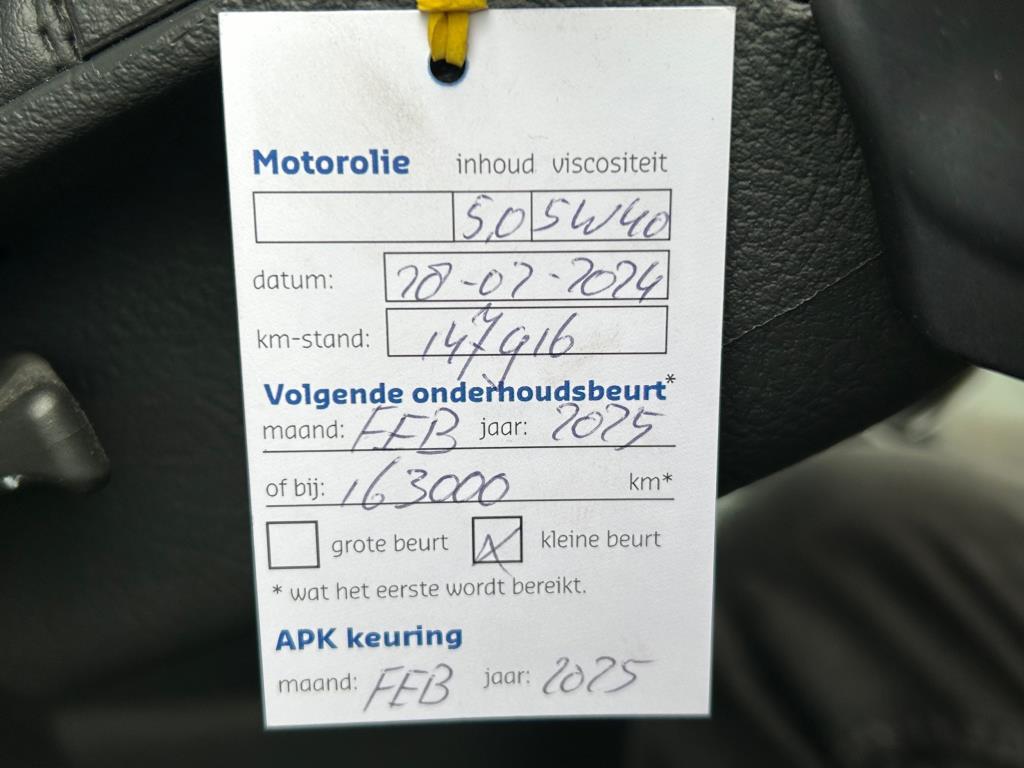 Motorolie inhoud viscositeit
5,0 5W40
datum: 28-02-2024
km-stand: 147916
Volgende onderhoudsbeurt*
maand: FEB jaar: 2025
of bij: 163000 km*
grote beurt kleine beurt
* wat het eerste wordt bereikt.
APK keuring
maand: FEB jaar: 2025